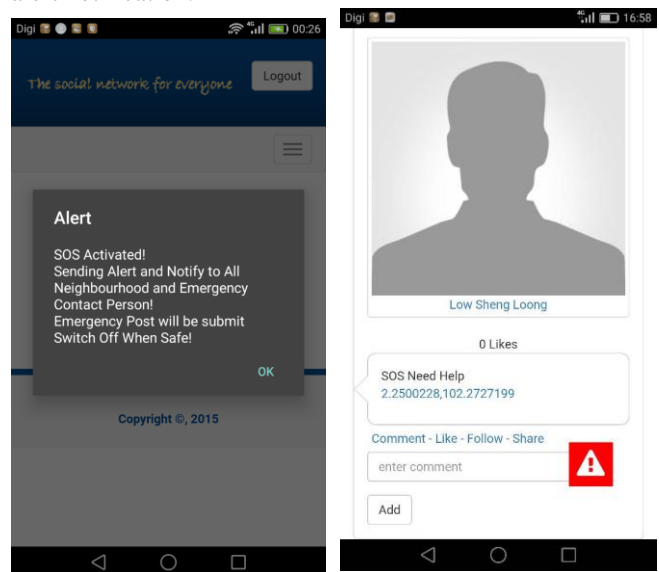 Digi 4G 00:26
The social network for everyone
Logout
Alert
SOS Activated!
Sending Alert and Notify to All
Neighbourhood and Emergency
Contact Person!
Emergency Post will be submit
Switch Off When Safe!
OK
Copyright ©, 2015
Digi 4G 16:58
Low Sheng Loong
0 Likes
SOS Need Help
2.2500228,102.2727199
Comment - Like - Follow - Share
enter comment
Add